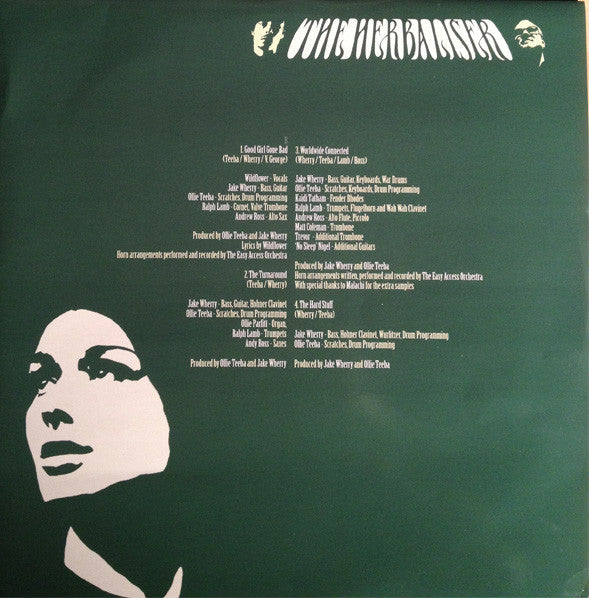 THE HERBALISER
1. Good Girl Gone Bad
(Teeba / Wherry / V. George)
Wildflower - Vocals
Jake Wherry - Bass, Guitar
Ollie Teeba - Scratches, Drum Programming
Ralph Lamb - Cornet, Valve Trombone
Andrew Ross - Alto Sax
Produced by Ollie Teeba and Jake Wherry
Lyrics by Wildflower
Horn arrangements performed and recorded by The Easy Access Orchestra
2. The Turnaround
(Teeba / Wherry)
Jake Wherry - Bass, Guitar, Hohner Clavinet
Ollie Teeba - Scratches, Drum Programming
Ollie Parfitt - Organ,
Ralph Lamb - Trumpets
Andy Ross - Saxes
Produced by Ollie Teeba and Jake Wherry
3. Worldwide Connected
(Wherry / Teeba / Lamb / Ross)
Jake Wherry - Bass, Guitar, Keyboards, War Drums
Ollie Teeba - Scratches, Keyboards, Drum Programming
Kaidi Tatham - Fender Rhodes
Ralph Lamb - Trumpets, Flugelhorn and Wah Wah Clavinet
Andrew Ross - Alto Flute, Piccolo
Matt Coleman - Trombone
Trevor - Additional Trombone
'No Sleep' Nigel - Additional Guitars
Produced by Jake Wherry and Ollie Teeba
Horn arrangements written, performed and recorded by The Easy Access Orchestra
With special thanks to Malachi for the extra samples
4. The Hard Stuff
(Wherry / Teeba)
Jake Wherry - Bass, Hohner Clavinet, Wurlitzer, Drum Programming
Ollie Teeba - Scratches, Drum Programming
Produced by Jake Wherry and Ollie Teeba